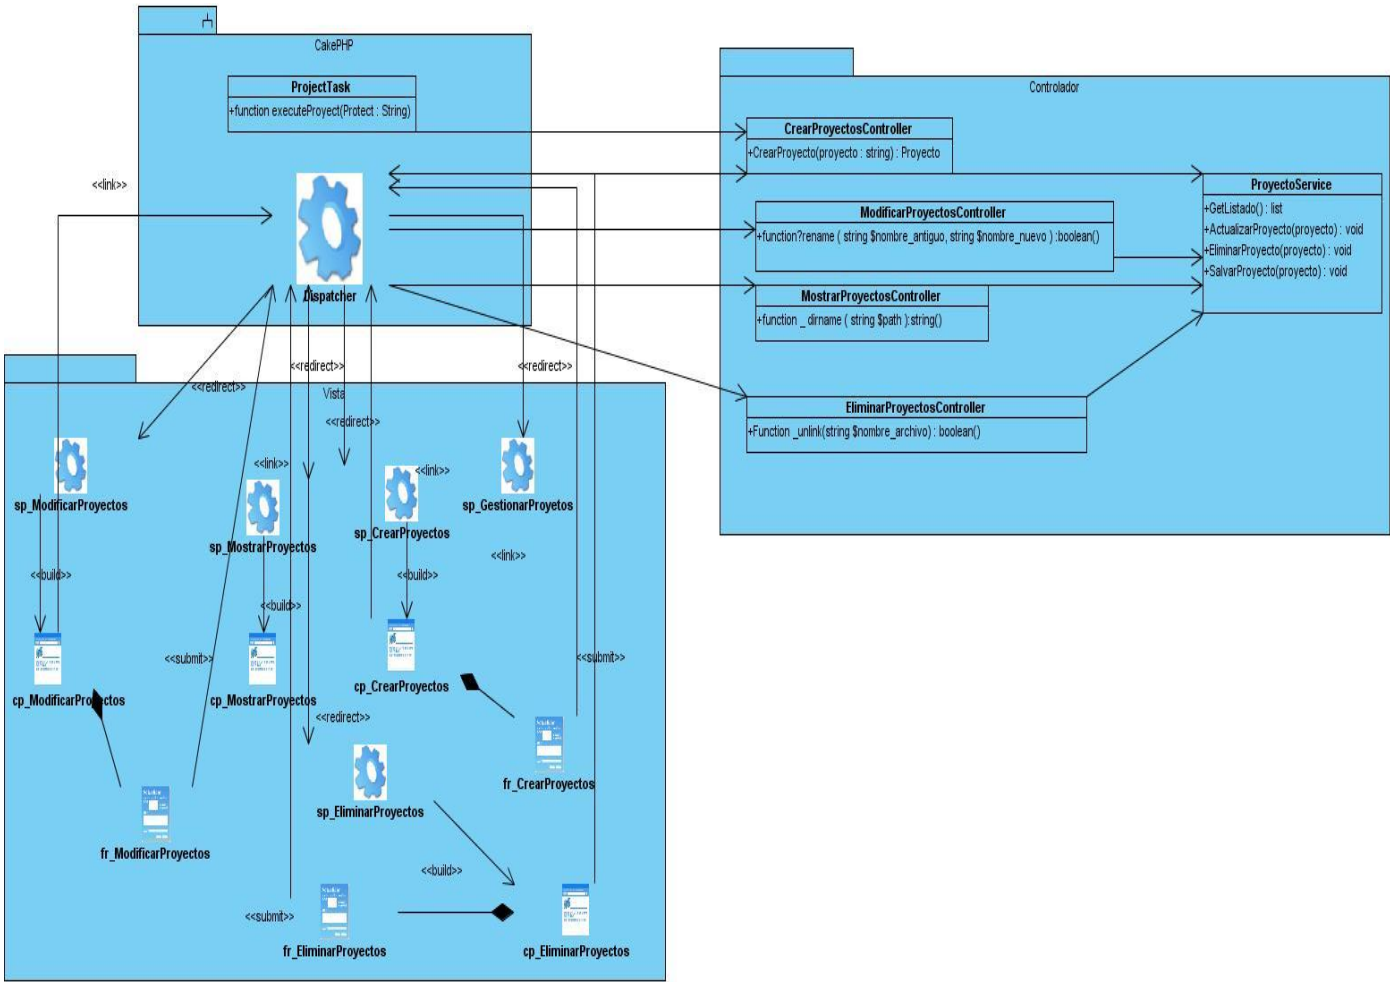 CakePHP
ProjectTask
+function executeProyect(Protect : String)
<<link>>
Dispatcher
Controlador
CrearProyectosController
+CrearProyecto(proyecto : string) : Proyecto
ModificarProyectosController
+function?rename ( string $nombre_antiguo, string $nombre_nuevo ) :boolean()
MostrarProyectosController
+function _ dirname ( string $path ):string()
EliminarProyectosController
+Function _unlink(string $nombre_archivo) : boolean()
ProyectoService
+GetListado() : list
+ActualizarProyecto(proyecto) : void
+EliminarProyecto(proyecto) : void
+SalvarProyecto(proyecto) : void
<<redirect>>
<<redirect>>
<<redirect>>
Vista
<<redirect>>
<<link>>
<<link>>
sp_ModificarProyectos
sp_MostrarProyectos
sp_CrearProyectos
sp_GestionarProyetos
<<link>>
<<build>>
<<build>>
<<build>>
<<submit>>
<<submit>>
cp_ModificarProyectos
cp_MostrarProyectos
cp_CrearProyectos
<<redirect>>
fr_CrearProyectos
sp_EliminarProyectos
fr_ModificarProyectos
<<build>>
<<submit>>
fr_EliminarProyectos
cp_EliminarProyectos